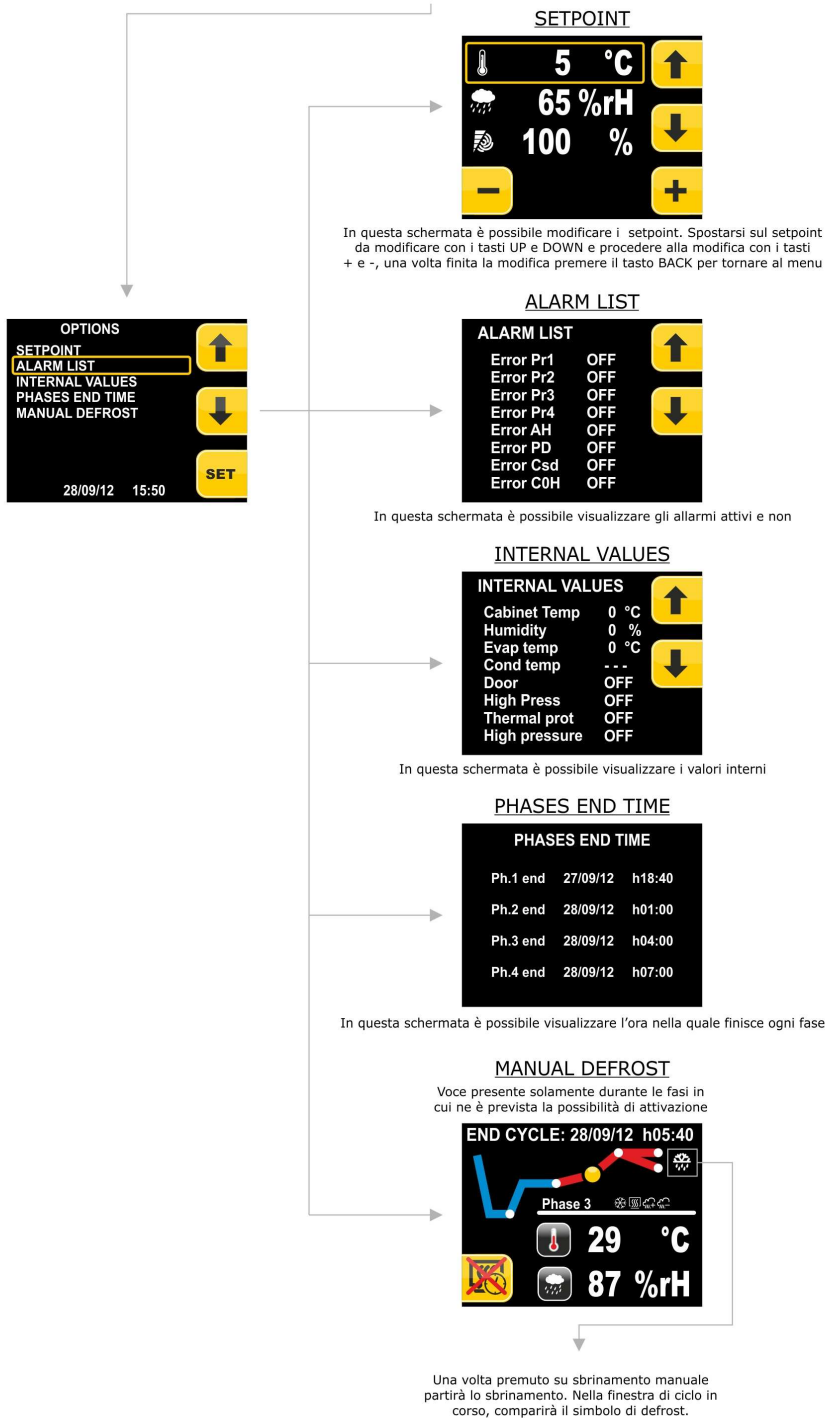 SETPOINT
5 °C
65 %rH
100 %
- +
In questa schermata è possibile modificare i setpoint. Spostarsi sul setpoint
da modificare con i tasti UP e DOWN e procedere alla modifica con i tasti
+ e -, una volta finita la modifica premere il tasto BACK per tornare al menu
OPTIONS
SETPOINT
ALARM LIST
INTERNAL VALUES
PHASES END TIME
MANUAL DEFROST
SET
28/09/12 15:50
ALARM LIST
ALARM LIST
Error Pr1 OFF
Error Pr2 OFF
Error Pr3 OFF
Error Pr4 OFF
Error AH OFF
Error PD OFF
Error Csd OFF
Error C0H OFF
In questa schermata è possibile visualizzare gli allarmi attivi e non
INTERNAL VALUES
INTERNAL VALUES
Cabinet Temp 0 °C
Humidity 0 %
Evap temp 0 °C
Cond temp - - -
Door OFF
High Press OFF
Thermal prot OFF
High pressure OFF
In questa schermata è possibile visualizzare i valori interni
PHASES END TIME
PHASES END TIME
Ph.1 end 27/09/12 h18:40
Ph.2 end 28/09/12 h01:00
Ph.3 end 28/09/12 h04:00
Ph.4 end 28/09/12 h07:00
In questa schermata è possibile visualizzare l’ora nella quale finisce ogni fase
MANUAL DEFROST
Voce presente solamente durante le fasi in
cui ne è prevista la possibilità di attivazione
END CYCLE: 28/09/12 h05:40
Phase 3
29 °C
87 %rH
Una volta premuto su sbrinamento manuale
partirà lo sbrinamento. Nella finestra di ciclo in
corso, comparirà il simbolo di defrost.